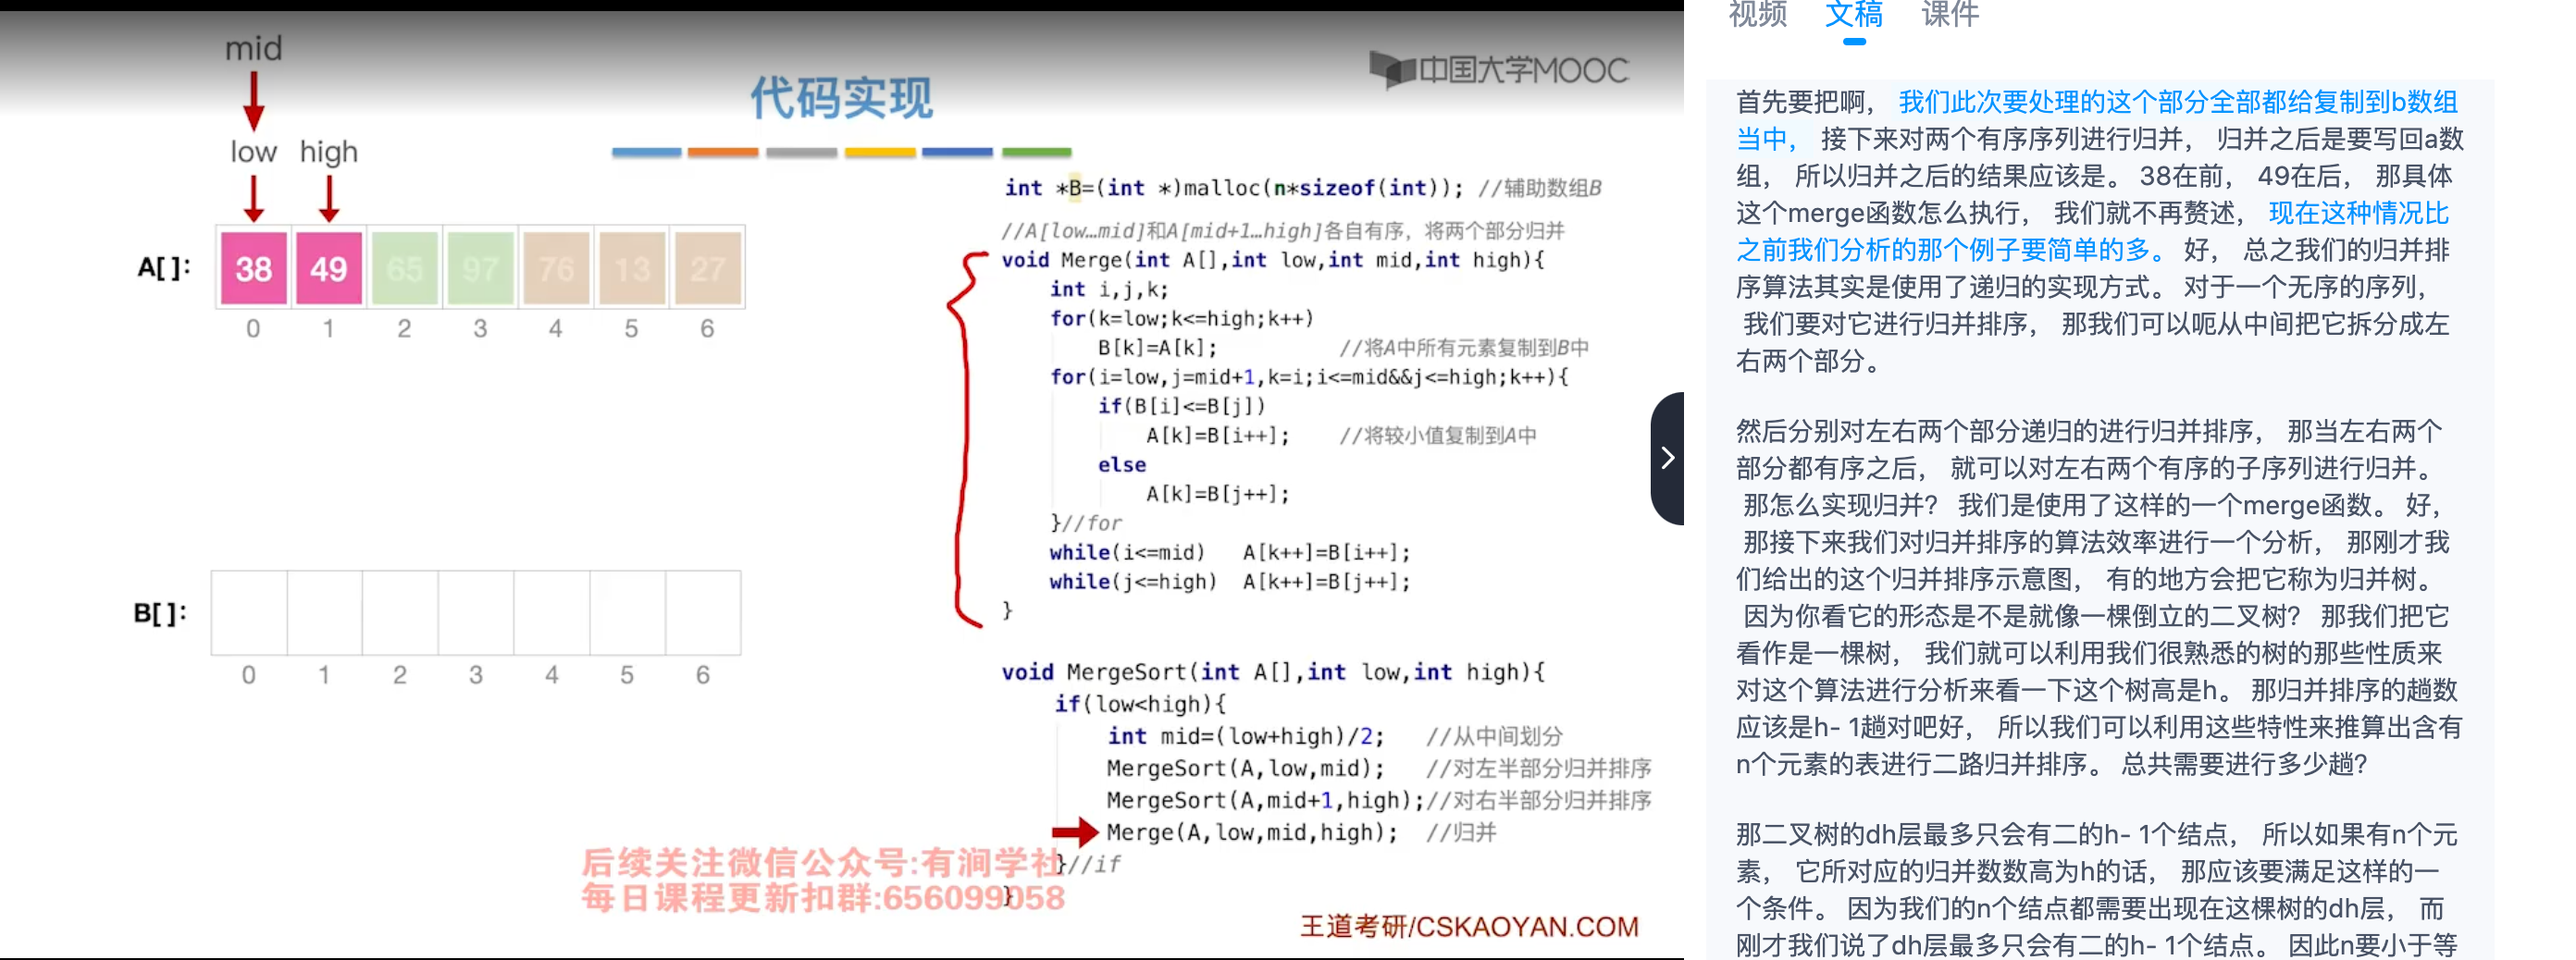 mid
low high
A[ ]: 38 49 65 97 76 13 27
0 1 2 3 4 5 6
B[ ]:
0 1 2 3 4 5 6
中国大学MOOC
代码实现
int *B=(int *)malloc(n*sizeof(int)); //辅助数组B
//A[low…mid]和A[mid+1…high]各自有序，将两个部分归并
void Merge(int A[],int low,int mid,int high){
int i,j,k;
for(k=low;k<=high;k++)
B[k]=A[k]; //将A中所有元素复制到B中
for(i=low,j=mid+1,k=i;i<=mid&&j<=high;k++){
if(B[i]<=B[j])
A[k]=B[i++]; //将较小值复制到A中
else
A[k]=B[j++];
}//for
while(i<=mid) A[k++]=B[i++];
while(j<=high) A[k++]=B[j++];
}
void MergeSort(int A[],int low,int high){
if(low<high){
int mid=(low+high)/2; //从中间划分
MergeSort(A,low,mid); //对左半部分归并排序
MergeSort(A,mid+1,high);//对右半部分归并排序
Merge(A,low,mid,high); //归并
}//if
}
后续关注微信公众号:有涧学社
每日课程更新扣群:656099058
王道考研/CSKAOYAN.COM
视频 文稿 课件
首先要把啊， 我们此次要处理的这个部分全部都给复制到b数组
当中， 接下来对两个有序序列进行归并， 归并之后是要写回a数
组， 所以归并之后的结果应该是。 38在前， 49在后， 那具体
这个merge函数怎么执行， 我们就不再赘述， 现在这种情况比
之前我们分析的那个例子要简单的多。 好， 总之我们的归并排
序算法其实是使用了递归的实现方式。 对于一个无序的序列，
我们要对它进行归并排序， 那我们可以呃从中间把它拆分成左
右两个部分。
然后分别对左右两个部分递归的进行归并排序， 那当左右两个
部分都有序之后， 就可以对左右两个有序的子序列进行归并。
那怎么实现归并? 我们是使用了这样的一个merge函数。 好，
那接下来我们对归并排序的算法效率进行一个分析， 那刚才我
们给出的这个归并排序示意图， 有的地方会把它称为归并树。
因为你看它的形态是不是就像一棵倒立的二叉树? 那我们把它
看作是一棵树， 我们就可以利用我们很熟悉的树的那些性质来
对这个算法进行分析来看一下这个树高是h。 那归并排序的趟数
应该是h- 1趟对吧好， 所以我们可以利用这些特性来推算出含有
n个元素的表进行二路归并排序。 总共需要进行多少趟?
那二叉树的dh层最多只会有二的h- 1个结点， 所以如果有n个元
素， 它所对应的归并数数高为h的话， 那应该要满足这样的一
个条件。 因为我们的n个结点都需要出现在这棵树的dh层， 而
刚才我们说了dh层最多只会有二的h- 1个结点。 因此n要小于等